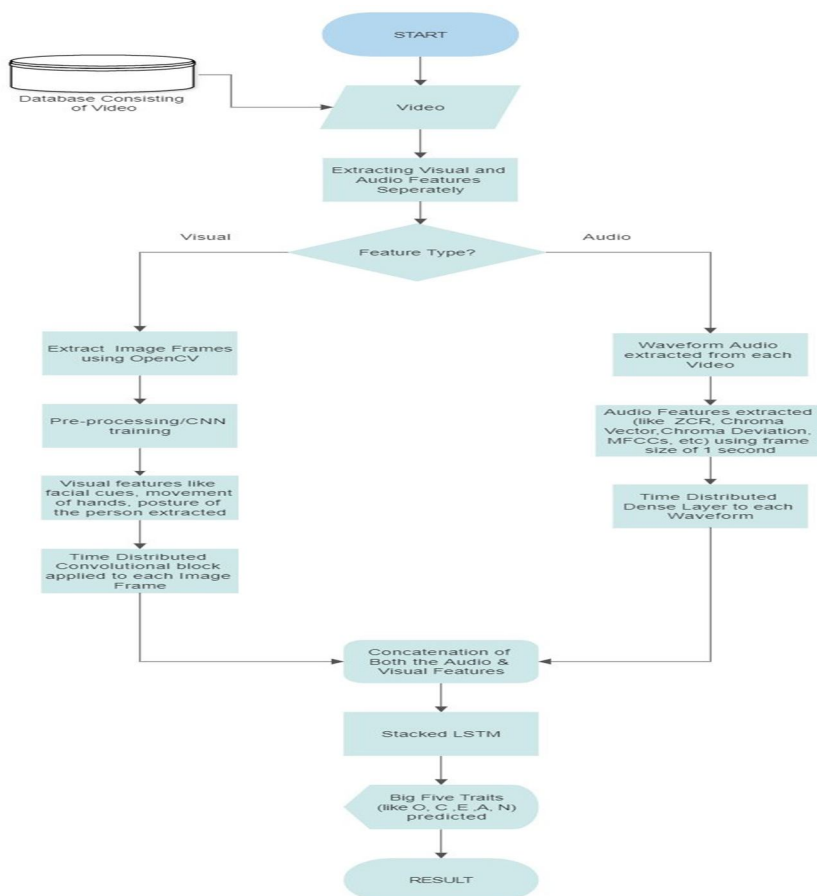 START
Database Consisting
of Video
Video
Extracting Visual and
Audio Features
Seperately
Visual
Feature Type?
Audio
Extract Image Frames
using OpenCV
Pre-processing/CNN
training
Visual features like
facial cues, movement
of hands, posture of
the person extracted
Time Distributed
Convolutional block
applied to each Image
Frame
Waveform Audio
extracted from each
Video
Audio Features extracted
(like ZCR, Chroma
Vector,Chroma Deviation,
MFCCs, etc) using frame
size of 1 second
Time Distributed
Dense Layer to each
Waveform
Concatenation of
Both the Audio &
Visual Features
Stacked LSTM
Big Five Traits
(like O, C ,E ,A, N)
predicted
RESULT